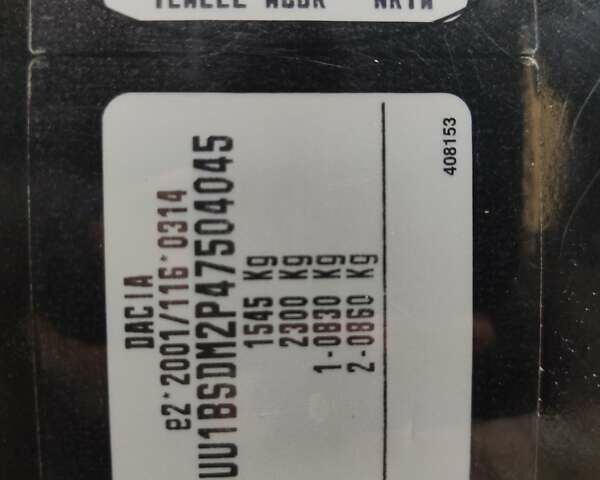 DACIA
e2*2001/116*0314
UU1BSDM2P47504045
1545 Kg
2300 Kg
1-0830 Kg
2-0860 Kg
408153